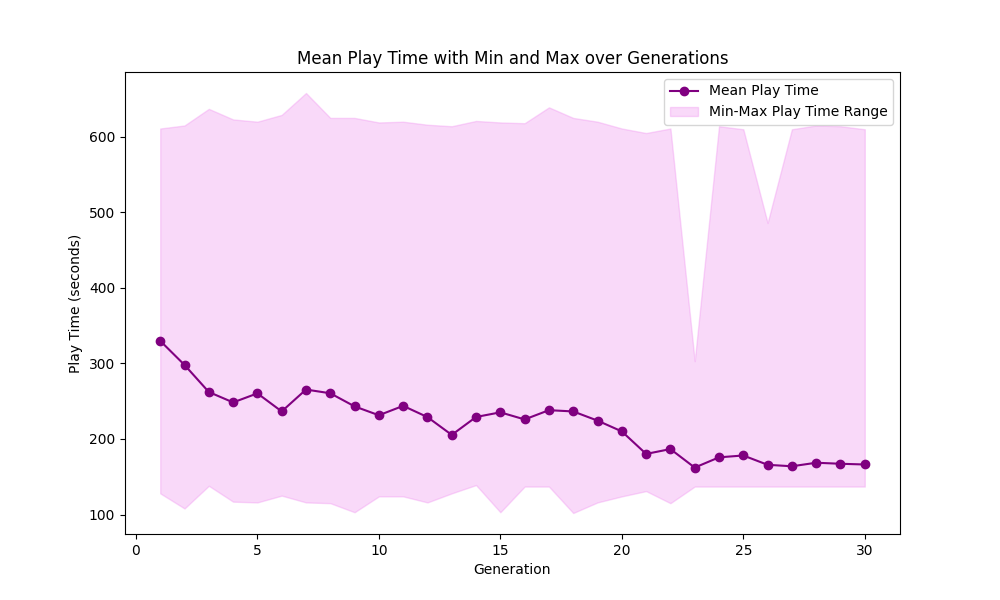 Mean Play Time with Min and Max over Generations
Mean Play Time
Min-Max Play Time Range
Play Time (seconds)
600
500
400
300
200
100
0 5 10 15 20 25 30
Generation